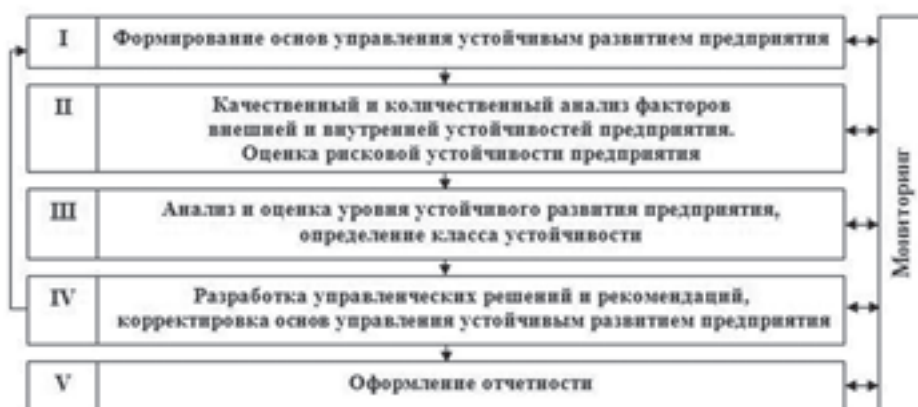 I Формирование основ управления устойчивым развитием предприятия
II Качественный и количественный анализ факторов
внешней и внутренней устойчивостей предприятия.
Оценка рисковой устойчивости предприятия
III Анализ и оценка уровня устойчивого развития предприятия,
определение класса устойчивости
IV Разработка управленческих решений и рекомендаций,
корректировка основ управления устойчивым развитием предприятия
V Оформление отчетности
Мониторинг